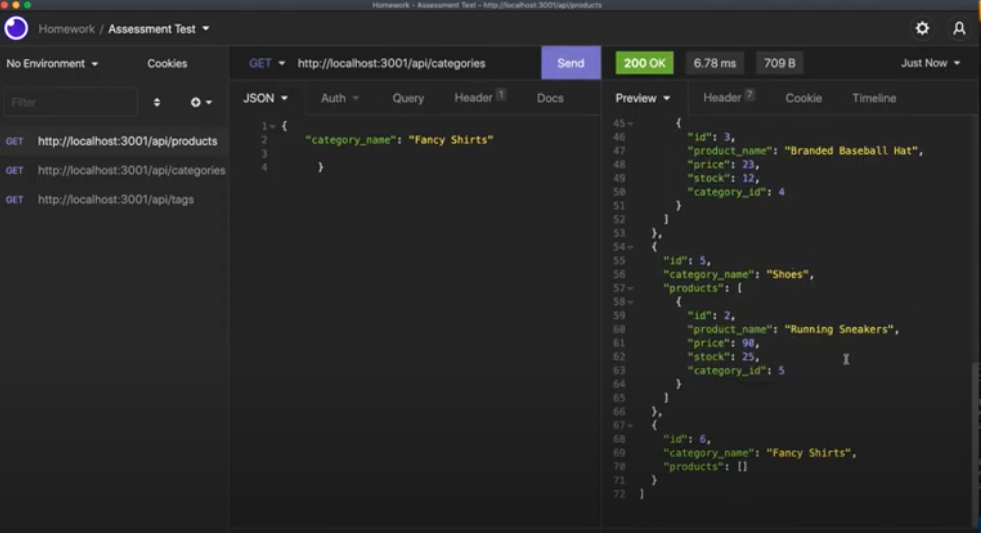 Homework - Assessment Test – http://localhost:3001/api/products
Homework / Assessment Test
No Environment
Cookies
Filter
GET http://localhost:3001/api/products
GET http://localhost:3001/api/categories
GET http://localhost:3001/api/tags
GET http://localhost:3001/api/categories Send
JSON Auth Query Header 1 Docs
1 {
2 "category_name": "Fancy Shirts"
3
4 }
200 OK 6.78 ms 709 B Just Now
Preview Header 7 Cookie Timeline
45 {
46 "id": 3,
47 "product_name": "Branded Baseball Hat",
48 "price": 23,
49 "stock": 12,
50 "category_id": 4
51 }
52 ]
53 },
54 {
55 "id": 5,
56 "category_name": "Shoes",
57 "products": [
58 {
59 "id": 2,
60 "product_name": "Running Sneakers",
61 "price": 90,
62 "stock": 25,
63 "category_id": 5
64 }
65 ]
66 },
67 {
68 "id": 6,
69 "category_name": "Fancy Shirts",
70 "products": []
71 }
72 ]